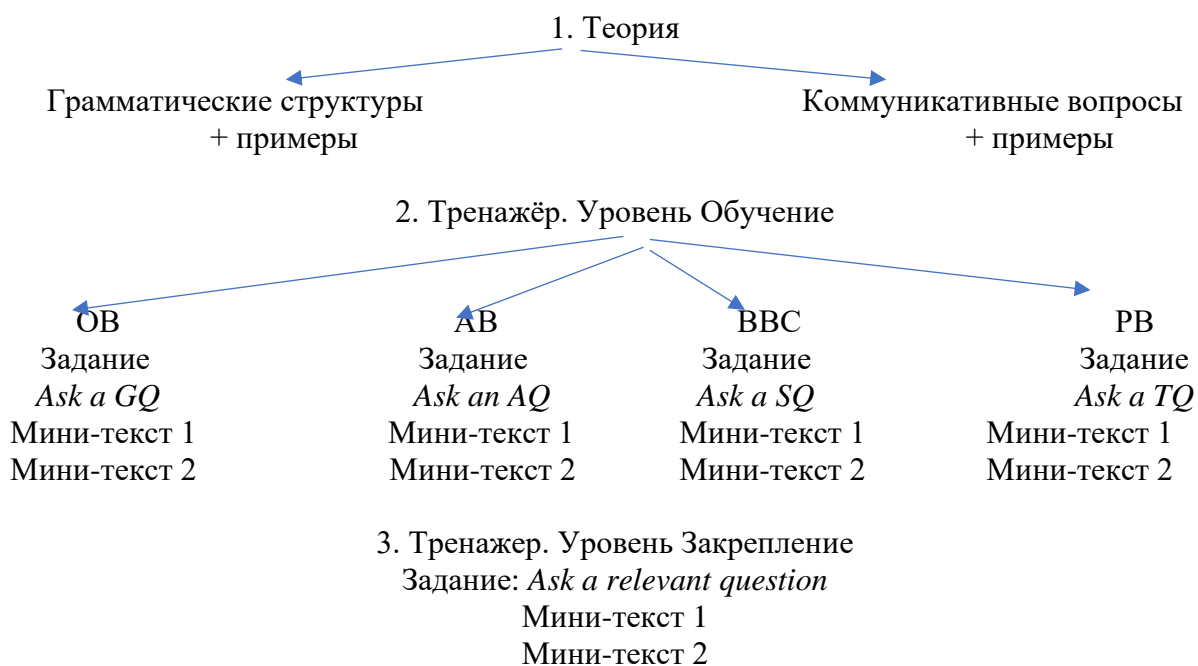 1. Теория
Грамматические структуры Коммуникативные вопросы
+ примеры + примеры
2. Тренажёр. Уровень Обучение
ОВ АВ ВВС РВ
Задание Задание Задание Задание
Ask a GQ Ask an AQ Ask a SQ Ask a TQ
Мини-текст 1 Мини-текст 1 Мини-текст 1 Мини-текст 1
Мини-текст 2 Мини-текст 2 Мини-текст 2 Мини-текст 2
3. Тренажер. Уровень Закрепление
Задание: Ask a relevant question
Мини-текст 1
Мини-текст 2